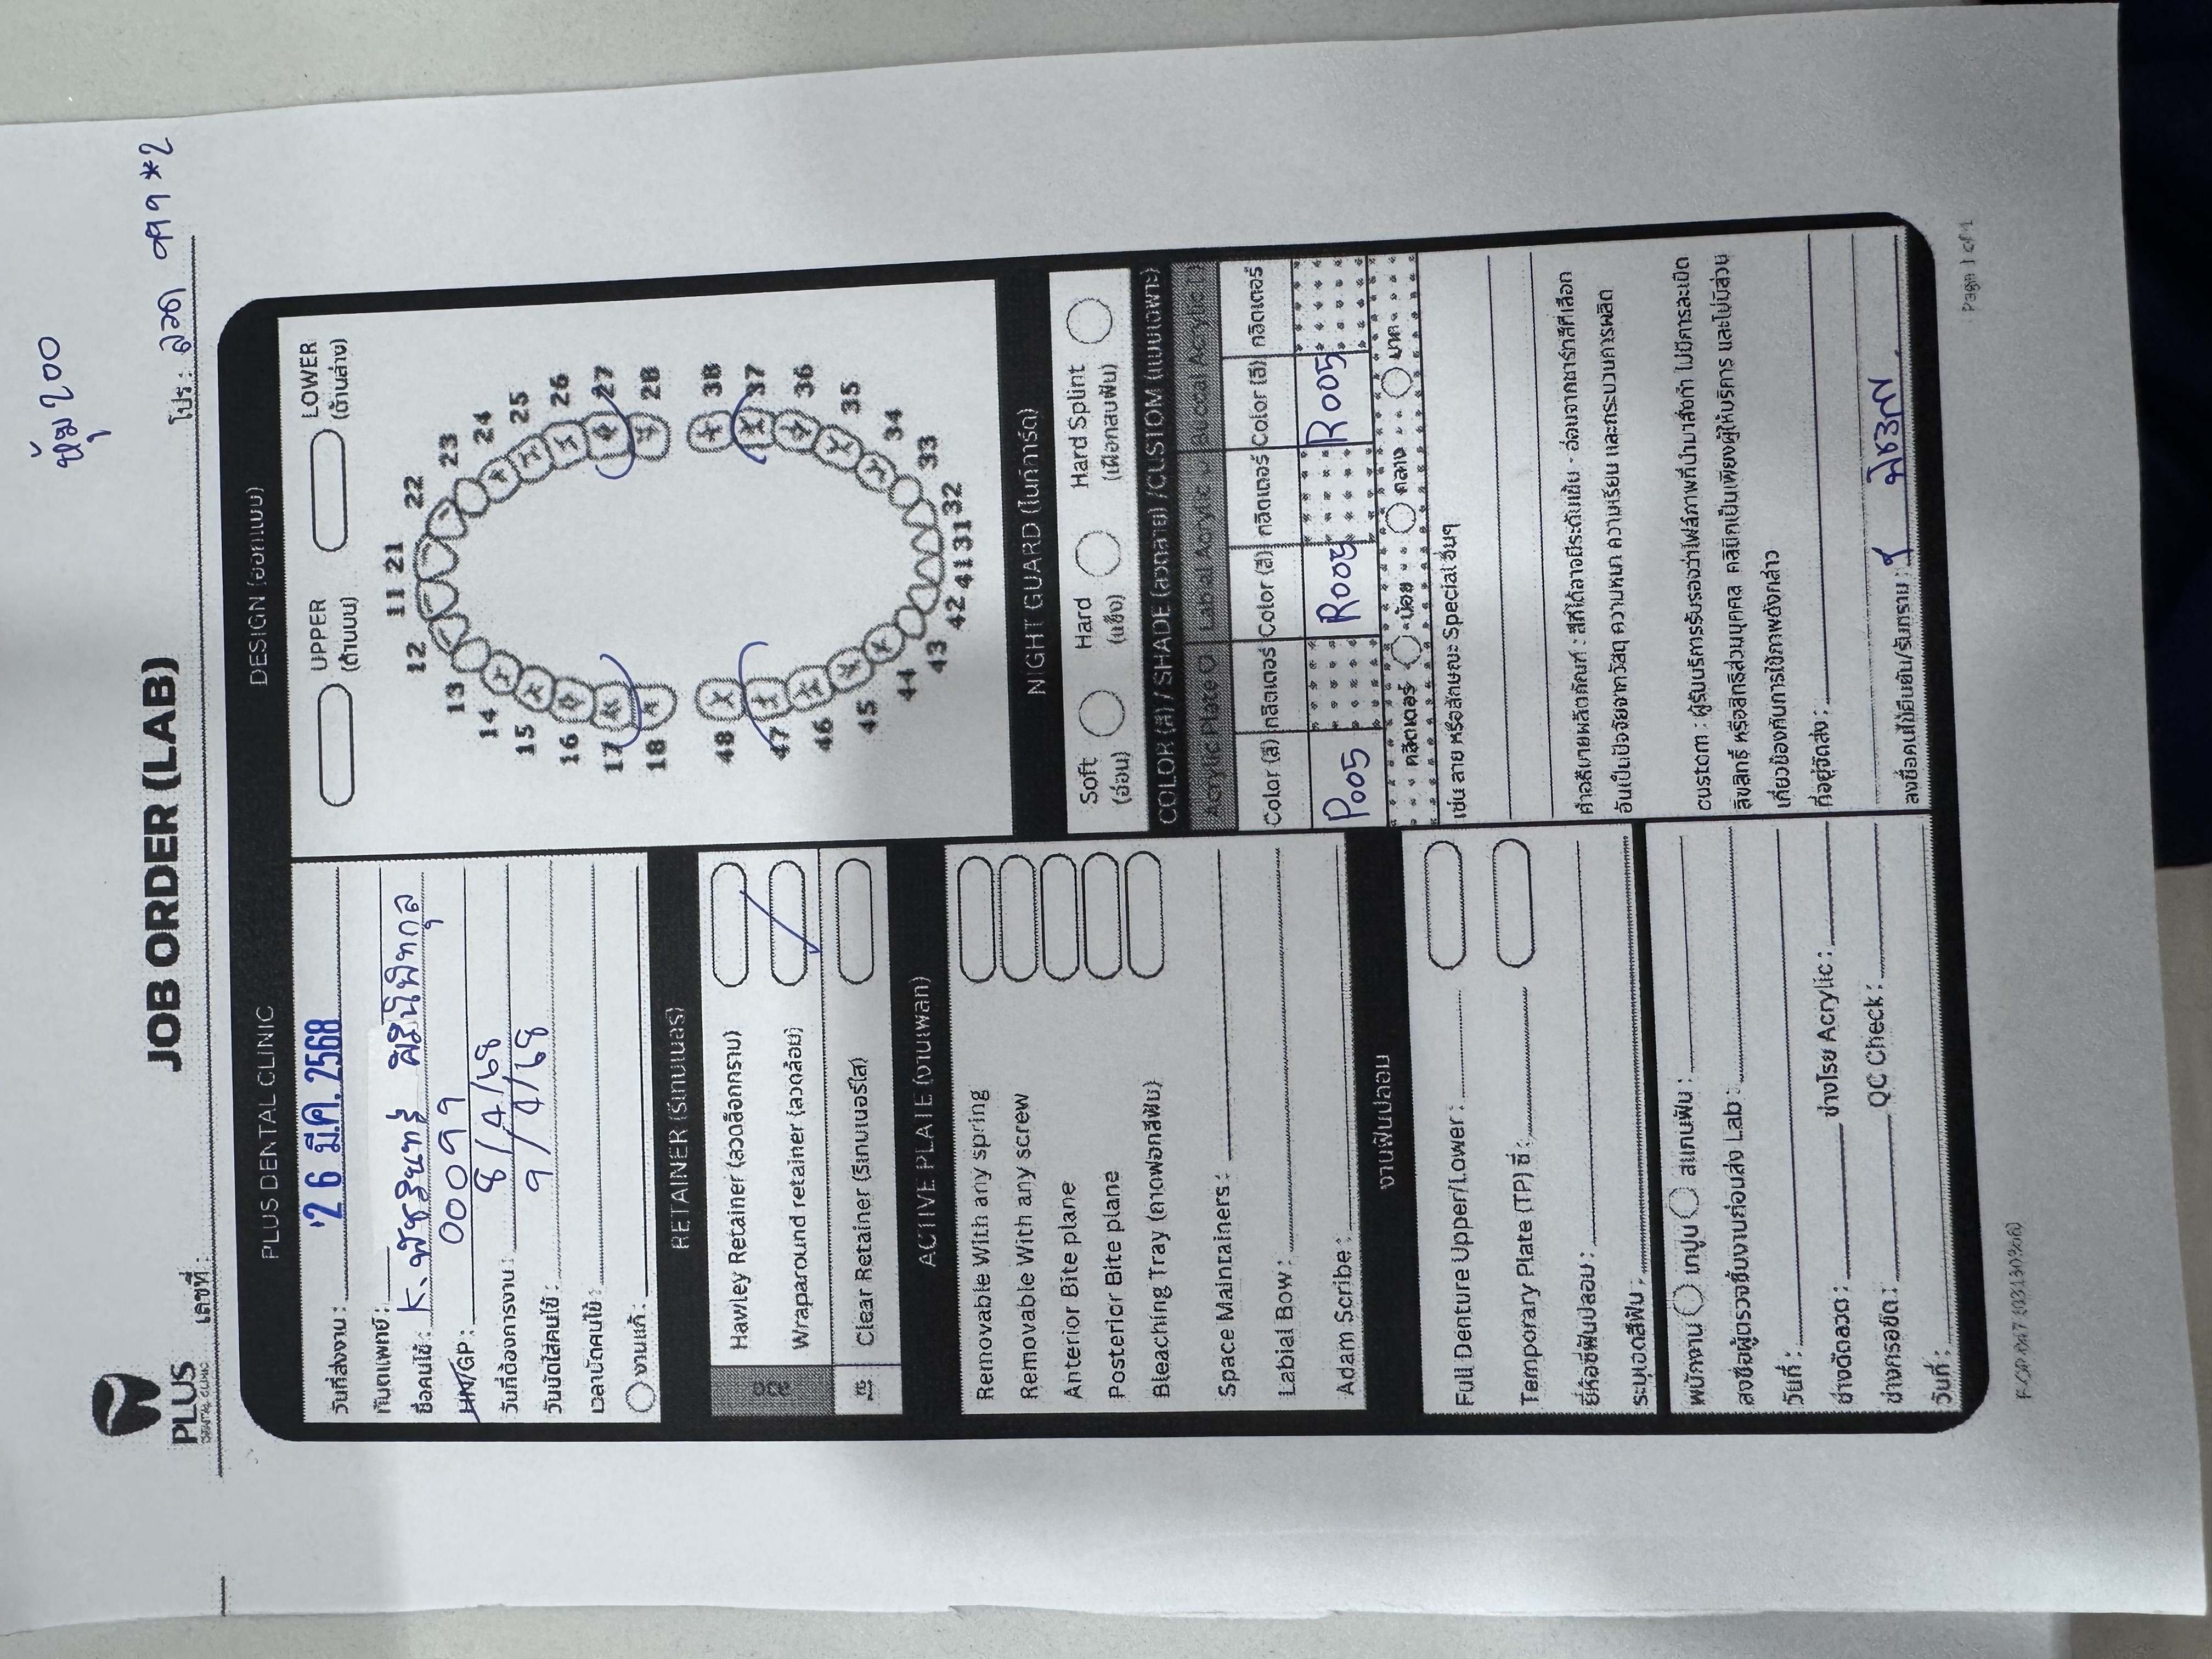 หุ้ม 200
PLUS
DENTAL CLINIC
JOB ORDER (LAB)
เลขที่ :
โปร : ลวด 999*2
PLUS DENTAL CLINIC
วันที่ส่งงาน : 26 มี.ค. 2568
ทันตแพทย์ :
ชื่อคนไข้ : K. พัชรินทร์ ศิรินิพิทกุล
HN/GP : 00099
วันที่ต้องการงาน : 8/4/68
วันนัดใส่คนไข้ : 9/4/68
เวลานัดคนไข้ :
งานแก้ :
RETAINER (รีเทนเนอร์)
ลวด
Hawley Retainer (ลวดล็อกกราม)
Wraparound retainer (ลวดล้อม)
ใส
Clear Retainer (รีเทนเนอร์ใส)
ACTIVE PLATE (งานเพลท)
Removable With any spring
Removable With any screw
Anterior Bite plane
Posterior Bite plane
Bleaching Tray (ถาดฟอกสีฟัน)
Space Maintainers :
Labial Bow :
Adam Scribe :
งานฟันปลอม
Full Denture Upper/Lower :
Temporary Plate (TP) ซี่ :
ยี่ห้อซี่ฟันปลอม :
ระบุเฉดสีฟัน :
พนักงาน เทปูน สแกนฟัน :
ลงชื่อผู้ตรวจชิ้นงานก่อนส่ง Lab :
วันที่ :
ช่างดัดลวด : ช่างโรย Acrylic :
ช่างกรอขัด : QC Check :
วันที่ :
DESIGN (ออกแบบ)
UPPER
(ด้านบน)
LOWER
(ด้านล่าง)
11 21
12 22
13 23
14 24
15 25
16 26
17 27
18 28
48 38
47 37
46 36
45 35
44 34
43 33
42 41 31 32
NIGHT GUARD (ไนท์การ์ด)
Soft
(อ่อน)
Hard
(แข็ง)
Hard Splint
(เฝือกสบฟัน)
COLOR (สี) / SHADE (ลวดลาย) /CUSTOM (แบบเฉพาะ)
Acrylic Plate Labial Acrylic Buccal Acrylic
Color (สี) กลิตเตอร์ Color (สี) กลิตเตอร์ Color (สี) กลิตเตอร์
P005 R005 R005
กลิตเตอร์ น้อย กลาง มาก
เช่น ลาย หรือลักษณะ Special อื่นๆ
คำอธิบายผลิตภัณฑ์ : สีที่ได้อาจมีระดับเข้ม - อ่อนจากชาร์ทสีที่เลือก
อันเป็นปัจจัยจากวัสดุ ความหนา ความเรียบ และกระบวนการผลิต
custom : ผู้รับบริการรับรองว่าไฟล์ภาพที่นำมาสั่งทำ ไม่มีการละเมิด
ลิขสิทธิ์ หรือสิทธิส่วนบุคคล คลินิกเป็นเพียงผู้ให้บริการ และไม่มีส่วน
เกี่ยวข้องกับการใช้ภาพดังกล่าว
ที่อยู่จัดส่ง :
ลงชื่อคนไข้ยืนยัน/รับทราบ :
Page 1 of 1